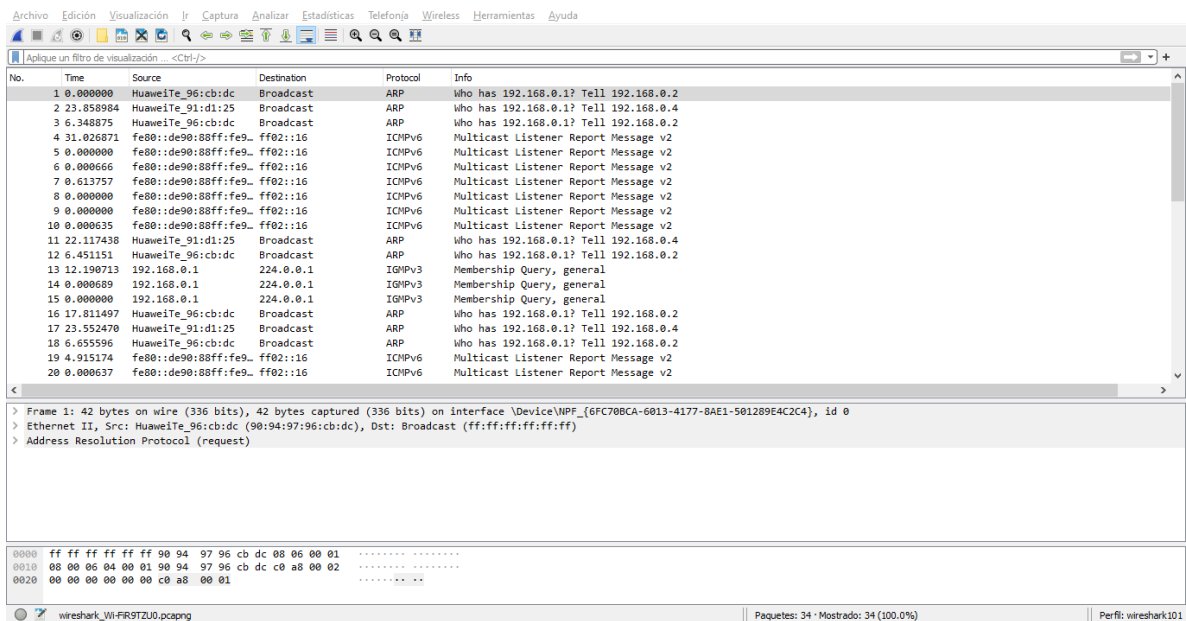 Archivo Edición Visualización Ir Captura Analizar Estadísticas Telefonía Wireless Herramientas Ayuda
Aplique un filtro de visualización ... <Ctrl-/>
No. Time Source Destination Protocol Info
1 0.000000 HuaweiTe_96:cb:dc Broadcast ARP Who has 192.168.0.1? Tell 192.168.0.2
2 23.858984 HuaweiTe_91:d1:25 Broadcast ARP Who has 192.168.0.1? Tell 192.168.0.4
3 6.348875 HuaweiTe_96:cb:dc Broadcast ARP Who has 192.168.0.1? Tell 192.168.0.2
4 31.026871 fe80::de90:88ff:fe9… ff02::16 ICMPv6 Multicast Listener Report Message v2
5 0.000000 fe80::de90:88ff:fe9… ff02::16 ICMPv6 Multicast Listener Report Message v2
6 0.000666 fe80::de90:88ff:fe9… ff02::16 ICMPv6 Multicast Listener Report Message v2
7 0.613757 fe80::de90:88ff:fe9… ff02::16 ICMPv6 Multicast Listener Report Message v2
8 0.000000 fe80::de90:88ff:fe9… ff02::16 ICMPv6 Multicast Listener Report Message v2
9 0.000000 fe80::de90:88ff:fe9… ff02::16 ICMPv6 Multicast Listener Report Message v2
10 0.000635 fe80::de90:88ff:fe9… ff02::16 ICMPv6 Multicast Listener Report Message v2
11 22.117438 HuaweiTe_91:d1:25 Broadcast ARP Who has 192.168.0.1? Tell 192.168.0.4
12 6.451151 HuaweiTe_96:cb:dc Broadcast ARP Who has 192.168.0.1? Tell 192.168.0.2
13 12.190713 192.168.0.1 224.0.0.1 IGMPv3 Membership Query, general
14 0.000689 192.168.0.1 224.0.0.1 IGMPv3 Membership Query, general
15 0.000000 192.168.0.1 224.0.0.1 IGMPv3 Membership Query, general
16 17.811497 HuaweiTe_96:cb:dc Broadcast ARP Who has 192.168.0.1? Tell 192.168.0.2
17 23.552470 HuaweiTe_91:d1:25 Broadcast ARP Who has 192.168.0.1? Tell 192.168.0.4
18 6.655596 HuaweiTe_96:cb:dc Broadcast ARP Who has 192.168.0.1? Tell 192.168.0.2
19 4.915174 fe80::de90:88ff:fe9… ff02::16 ICMPv6 Multicast Listener Report Message v2
20 0.000637 fe80::de90:88ff:fe9… ff02::16 ICMPv6 Multicast Listener Report Message v2
> Frame 1: 42 bytes on wire (336 bits), 42 bytes captured (336 bits) on interface \Device\NPF_{6FC70BCA-6013-4177-8AE1-501289E4C2C4}, id 0
> Ethernet II, Src: HuaweiTe_96:cb:dc (90:94:97:96:cb:dc), Dst: Broadcast (ff:ff:ff:ff:ff:ff)
> Address Resolution Protocol (request)
0000 ff ff ff ff ff ff 90 94 97 96 cb dc 08 06 00 01 ········ ········
0010 08 00 06 04 00 01 90 94 97 96 cb dc c0 a8 00 02 ········ ········
0020 00 00 00 00 00 00 c0 a8 00 01 ········ ··
wireshark_Wi-FiR9TZU0.pcapng Paquetes: 34 · Mostrado: 34 (100.0%) Perfil: wireshark101